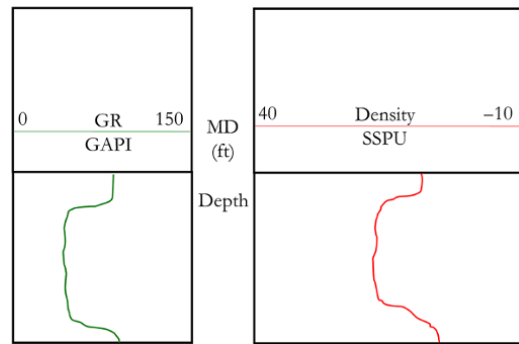 0 GR 150
GAPI
MD
(ft)
Depth
40 Density –10
SSPU